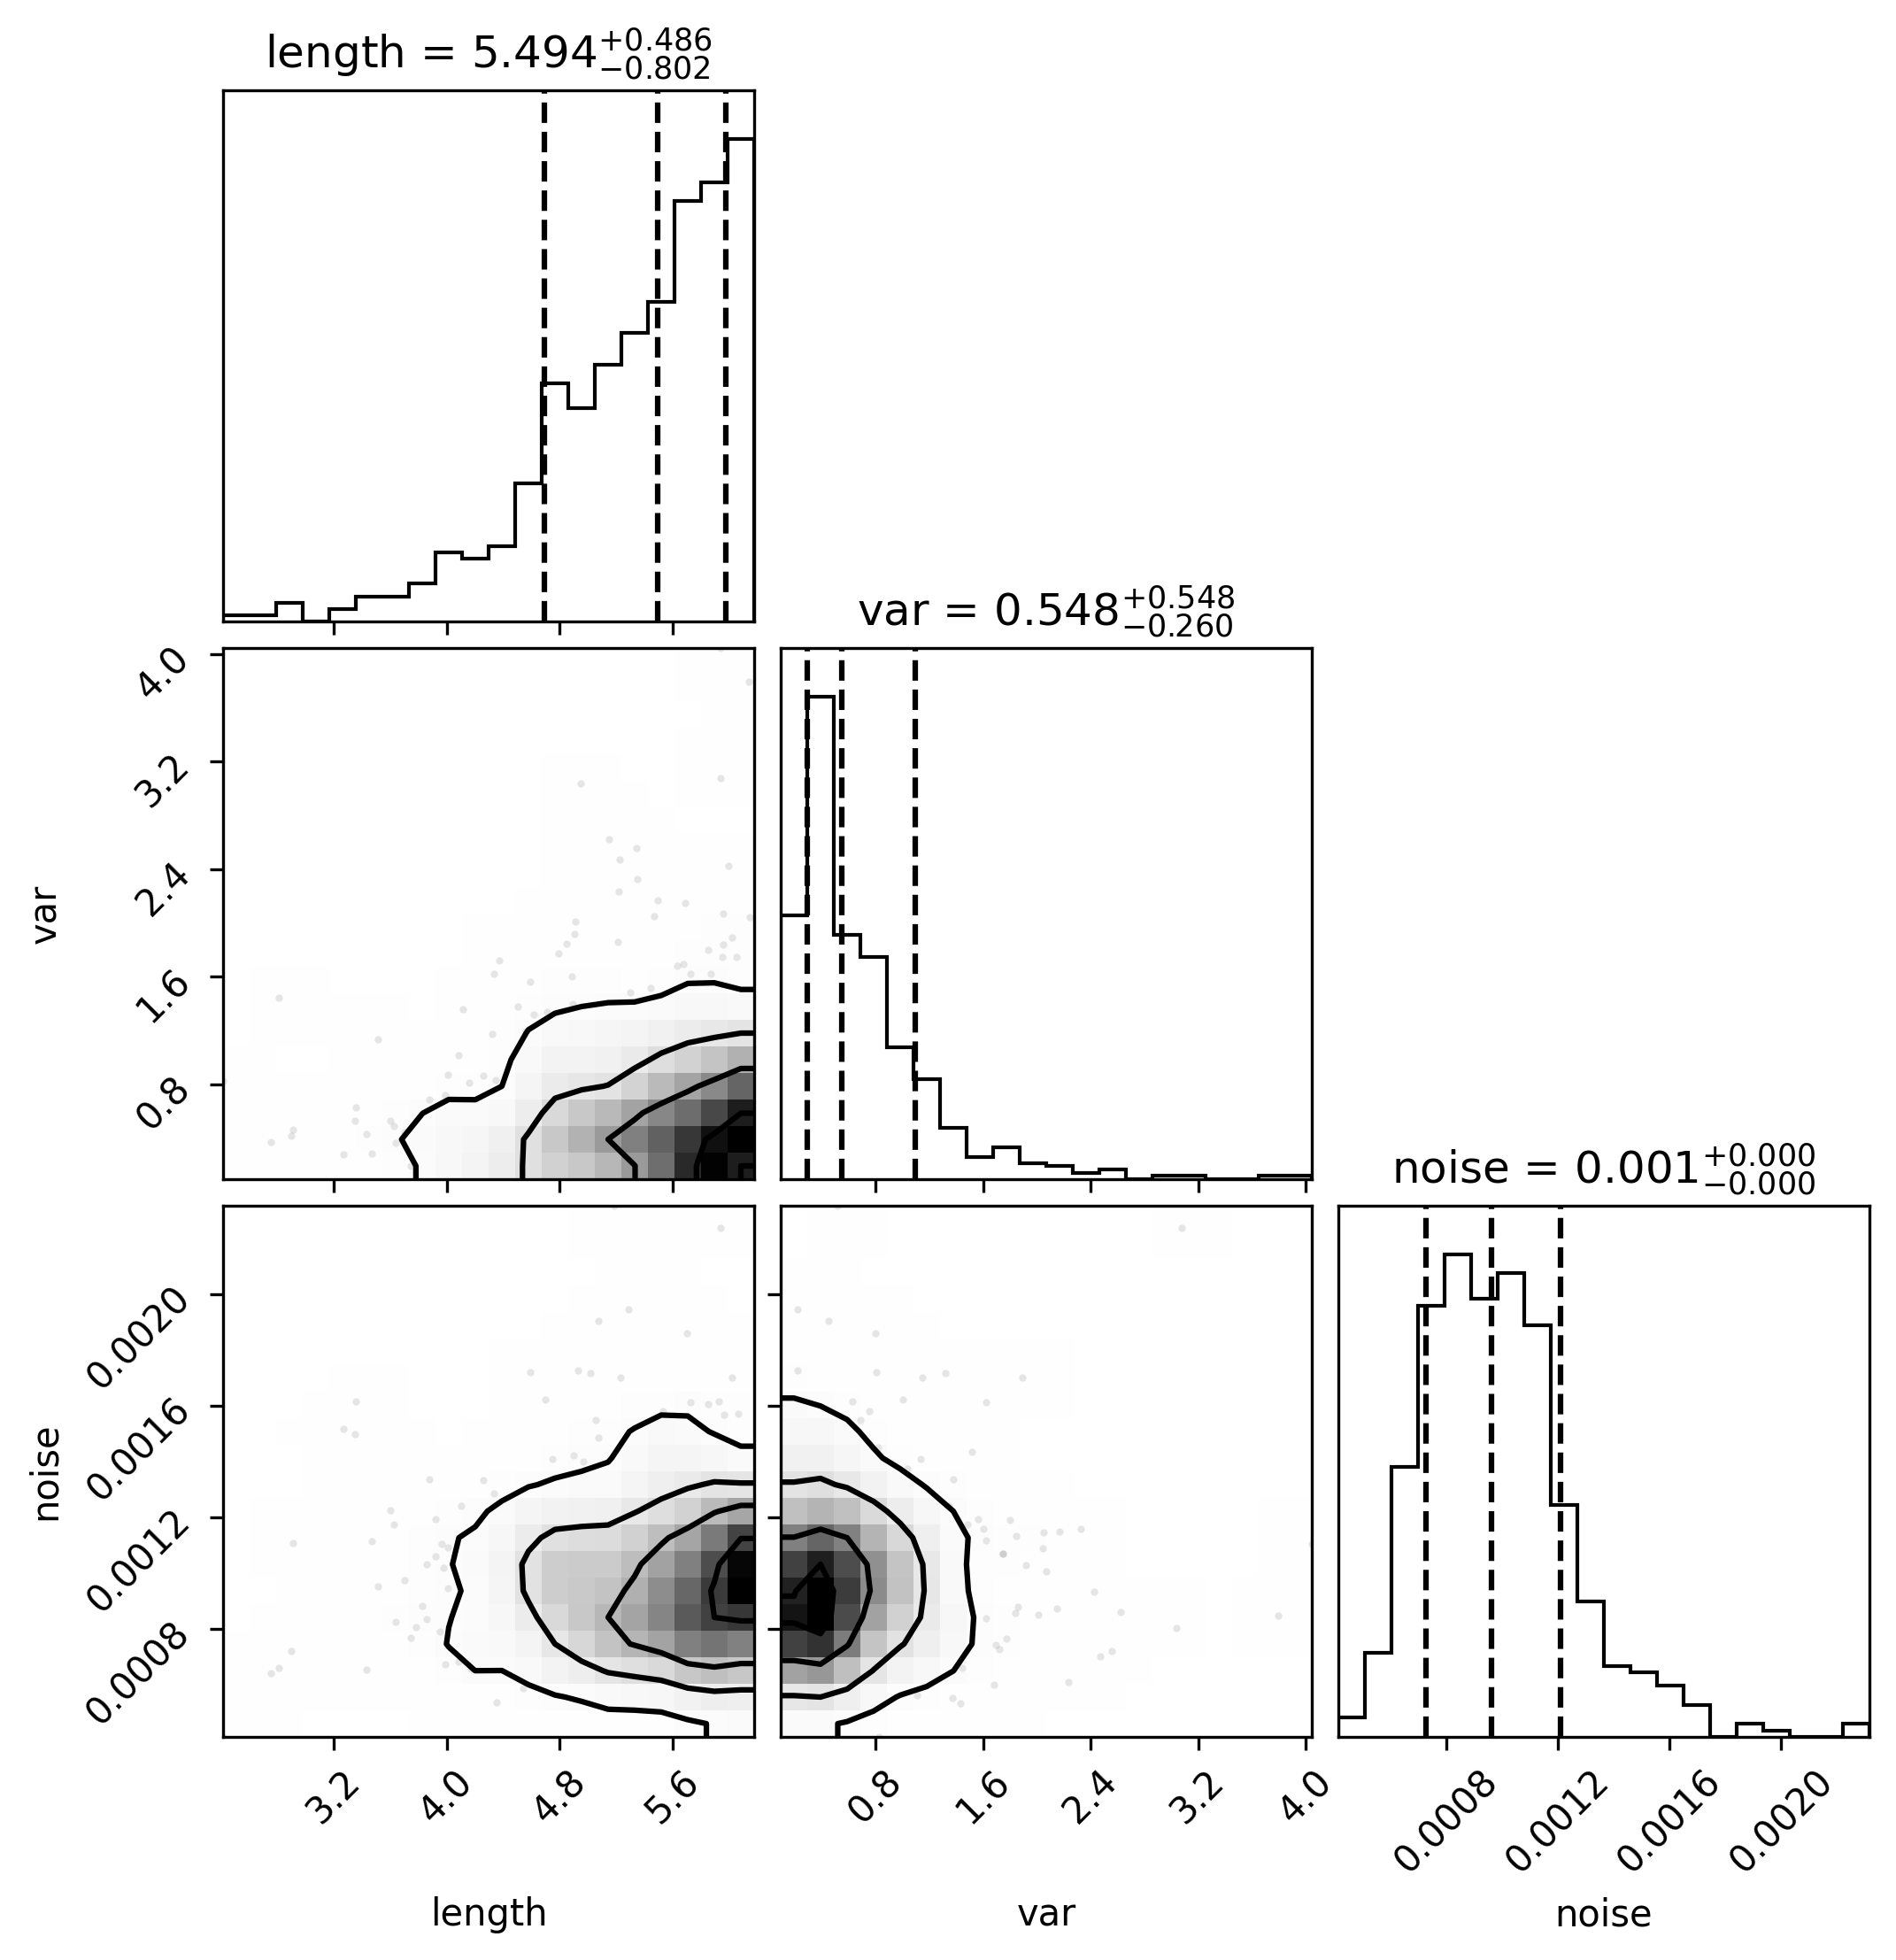 length = 5.494+0.486−0.802
var = 0.548+0.548−0.260
4.0
3.2
2.4
1.6
0.8
var
noise = 0.001+0.000−0.000
0.0020
0.0016
0.0012
0.0008
noise
3.2 4.0 4.8 5.6 0.8 1.6 2.4 3.2 4.0 0.0008 0.0012 0.0016 0.0020
length var noise